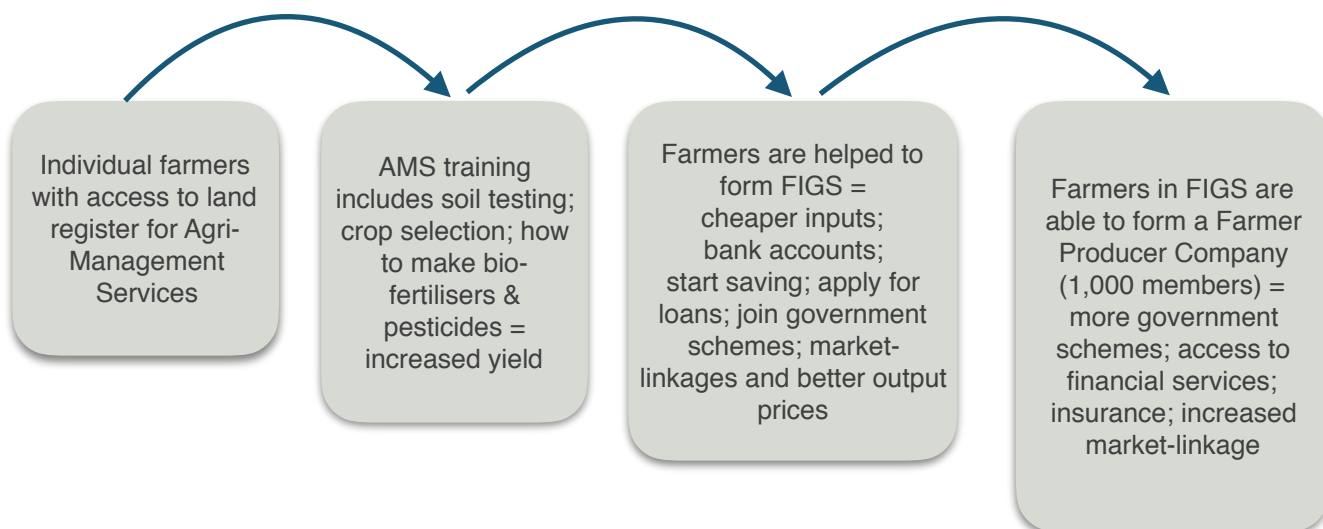 Individual farmers
with access to land
register for Agri-
Management
Services
AMS training
includes soil testing;
crop selection; how
to make bio-
fertilisers &
pesticides =
increased yield
Farmers are helped to
form FIGS =
cheaper inputs;
bank accounts;
start saving; apply for
loans; join government
schemes; market-
linkages and better output
prices
Farmers in FIGS are
able to form a Farmer
Producer Company
(1,000 members) =
more government
schemes; access to
financial services;
insurance; increased
market-linkage